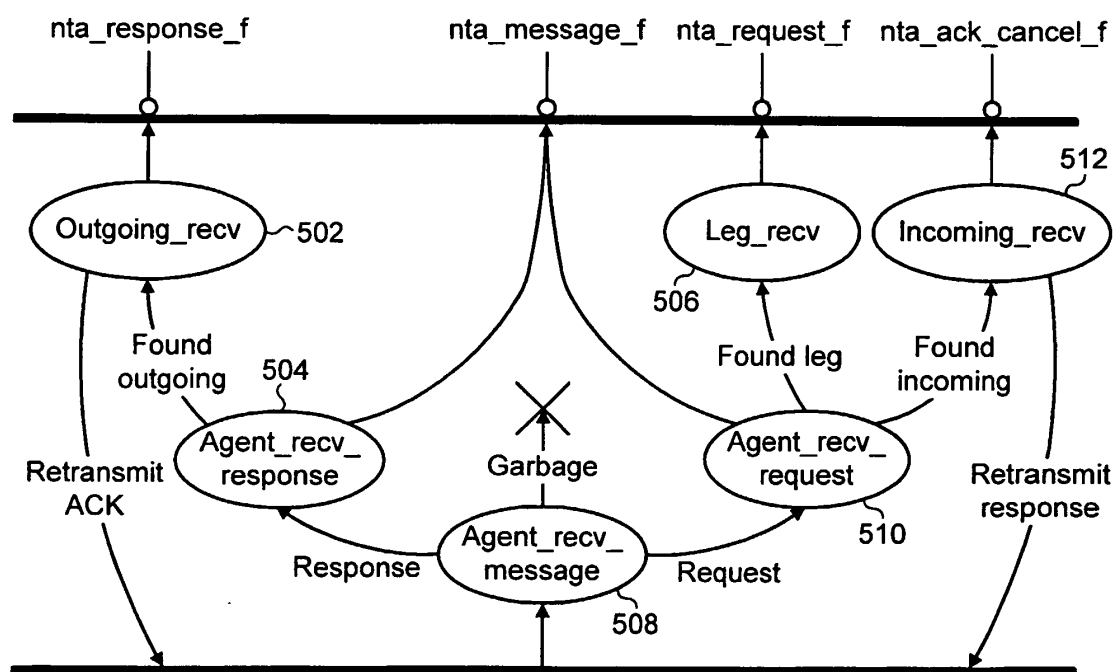 nta_response_f
nta_message_f
nta_request_f
nta_ack_cancel_f
512
Outgoing_recv
502
Leg_recv
Incoming_recv
506
Found
outgoing
Found leg
Found
incoming
504
Agent_recv_
response
Garbage
Agent_recv_
request
Retransmit
ACK
Retransmit
response
510
Agent_recv_
message
Response
Request
508